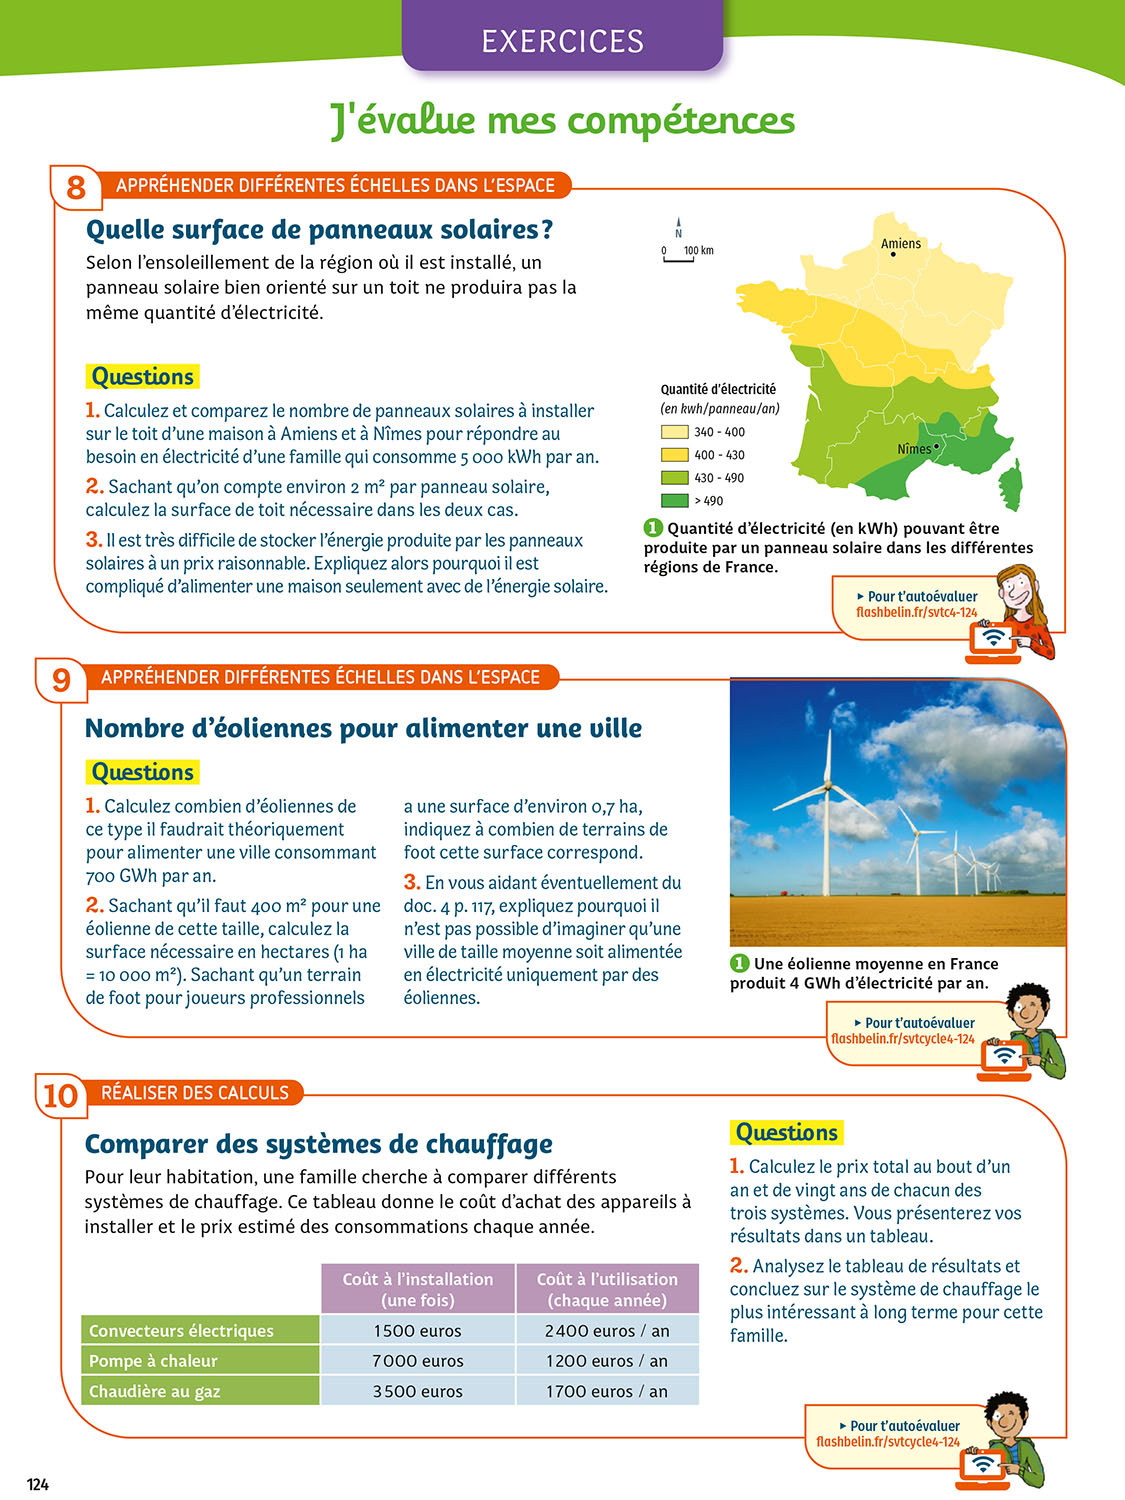 EXERCICES
J'évalue mes compétences
8
APPRÉHENDER DIFFÉRENTES ÉCHELLES DANS L'ESPACE
Quelle surface de panneaux solaires ?
Selon l'ensoleillement de la région où il est installé, un
panneau solaire bien orienté sur un toit ne produira pas la
même quantité d'électricité.
Questions
1. Calculez et comparez le nombre de panneaux solaires à installer
sur le toit d'une maison à Amiens et à Nîmes pour répondre au
besoin en électricité d'une famille qui consomme 5 000 kWh par an.
2. Sachant qu'on compte environ 2 m² par panneau solaire,
calculez la surface de toit nécessaire dans les deux cas.
3. Il est très difficile de stocker l'énergie produite par les panneaux
solaires à un prix raisonnable. Expliquez alors pourquoi il est
compliqué d'alimenter une maison seulement avec de l'énergie solaire.
N
0 100 km
Amiens
Nîmes
Quantité d'électricité
(en kwh/panneau/an)
340 - 400
400 - 430
430 - 490
> 490
1 Quantité d'électricité (en kWh) pouvant être
produite par un panneau solaire dans les différentes
régions de France.
▸ Pour t'autoévaluer
flashbelin.fr/svtc4-124
9
APPRÉHENDER DIFFÉRENTES ÉCHELLES DANS L'ESPACE
Nombre d'éoliennes pour alimenter une ville
Questions
1. Calculez combien d'éoliennes de
ce type il faudrait théoriquement
pour alimenter une ville consommant
700 GWh par an.
2. Sachant qu'il faut 400 m² pour une
éolienne de cette taille, calculez la
surface nécessaire en hectares (1 ha
= 10 000 m²). Sachant qu'un terrain
de foot pour joueurs professionnels
a une surface d'environ 0,7 ha,
indiquez à combien de terrains de
foot cette surface correspond.
3. En vous aidant éventuellement du
doc. 4 p. 117, expliquez pourquoi il
n'est pas possible d'imaginer qu'une
ville de taille moyenne soit alimentée
en électricité uniquement par des
éoliennes.
1 Une éolienne moyenne en France
produit 4 GWh d'électricité par an.
▸ Pour t'autoévaluer
flashbelin.fr/svtcycle4-124
10
RÉALISER DES CALCULS
Comparer des systèmes de chauffage
Pour leur habitation, une famille cherche à comparer différents
systèmes de chauffage. Ce tableau donne le coût d'achat des appareils à
installer et le prix estimé des consommations chaque année.
Coût à l'installation
(une fois)
Coût à l'utilisation
(chaque année)
Convecteurs électriques 1 500 euros 2 400 euros / an
Pompe à chaleur 7 000 euros 1 200 euros / an
Chaudière au gaz 3 500 euros 1 700 euros / an
Questions
1. Calculez le prix total au bout d'un
an et de vingt ans de chacun des
trois systèmes. Vous présenterez vos
résultats dans un tableau.
2. Analysez le tableau de résultats et
concluez sur le système de chauffage le
plus intéressant à long terme pour cette
famille.
▸ Pour t'autoévaluer
flashbelin.fr/svtcycle4-124
124